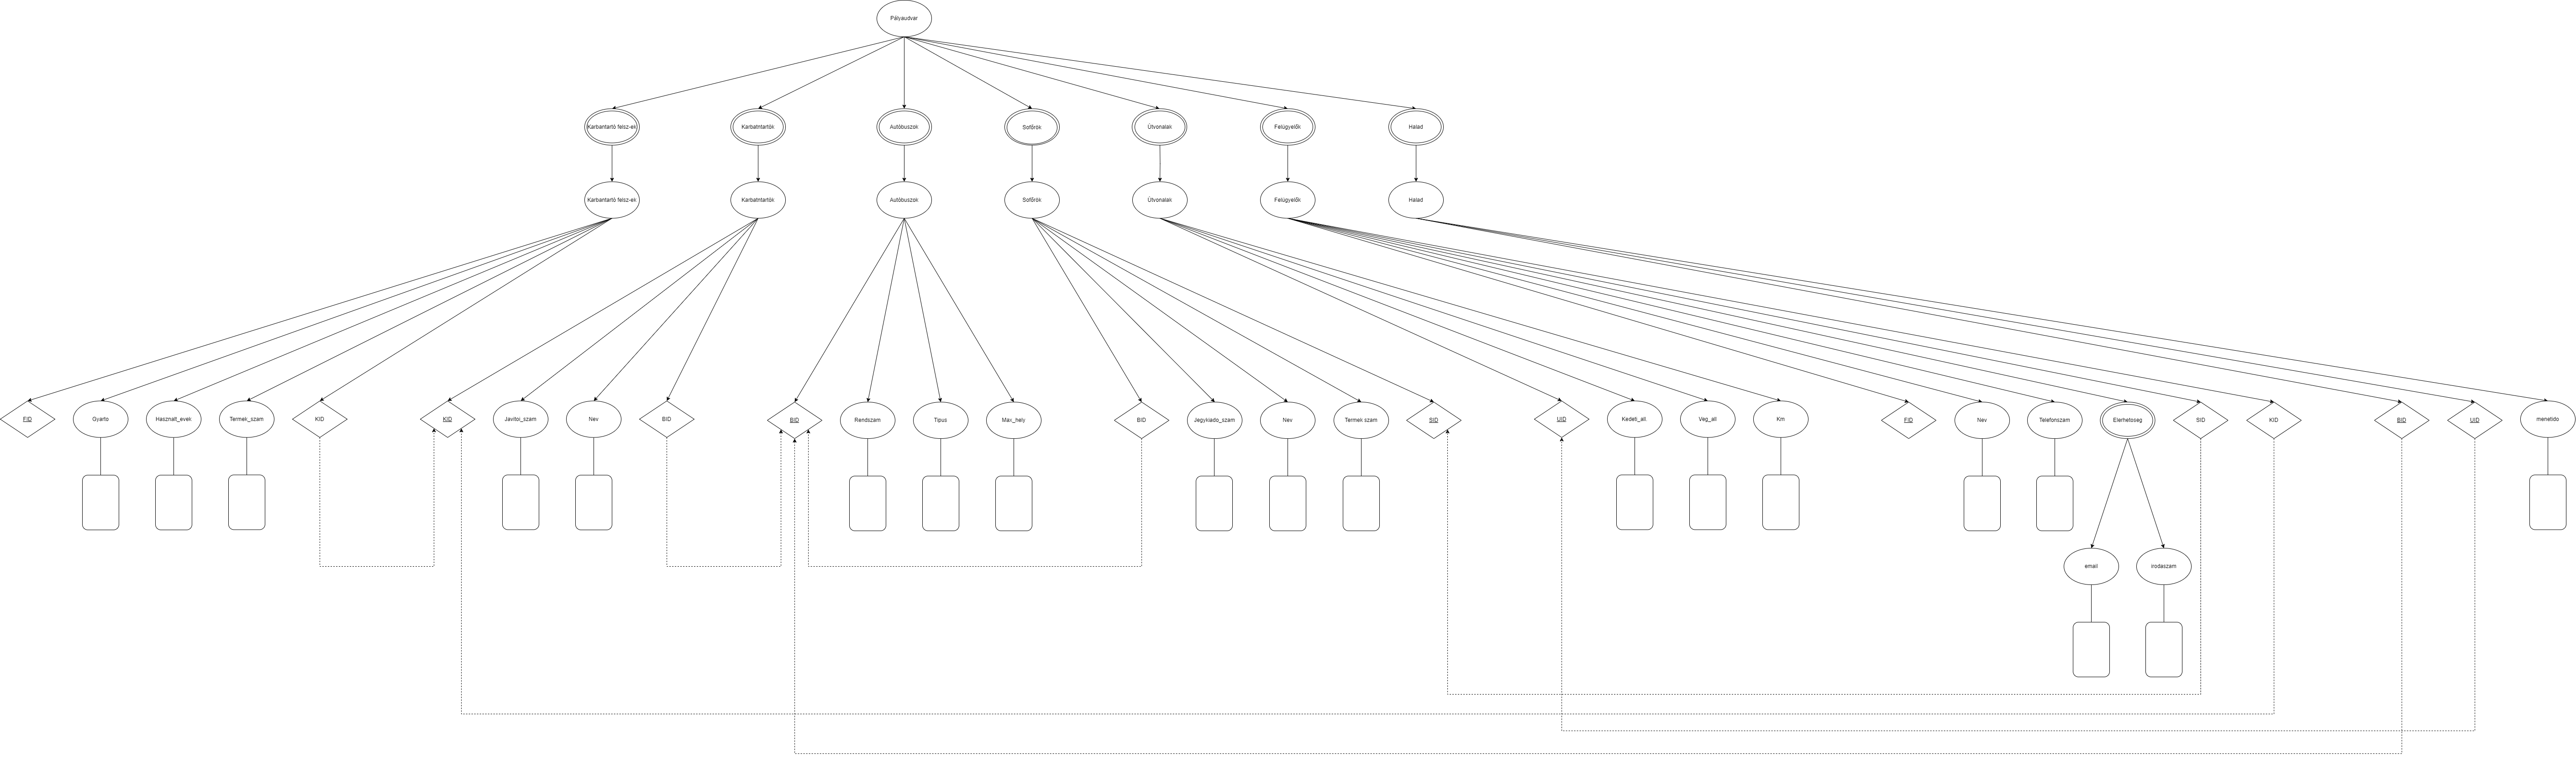 Pályaudvar
Karbantartó felsz-ek
Karbatntartók
Autóbuszok
Sofőrök
Útvonalak
Felügyelők
Halad
Karbantartó felsz-ek
Karbatntartók
Autóbuszok
Sofőrök
Útvonalak
Felügyelők
Halad
FID
Gyarto
Hasznalt_evek
Termek_szam
KID
KID
Javitoi_szam
Nev
BID
BID
Rendszam
Tipus
Max_hely
BID
Jegykiado_szam
Nev
Termek szam
SID
UID
Kedeti_all
Veg_all
Km
FID
Nev
Telefonszam
Elerhetoseg
SID
KID
BID
UID
menetido
email
irodaszam